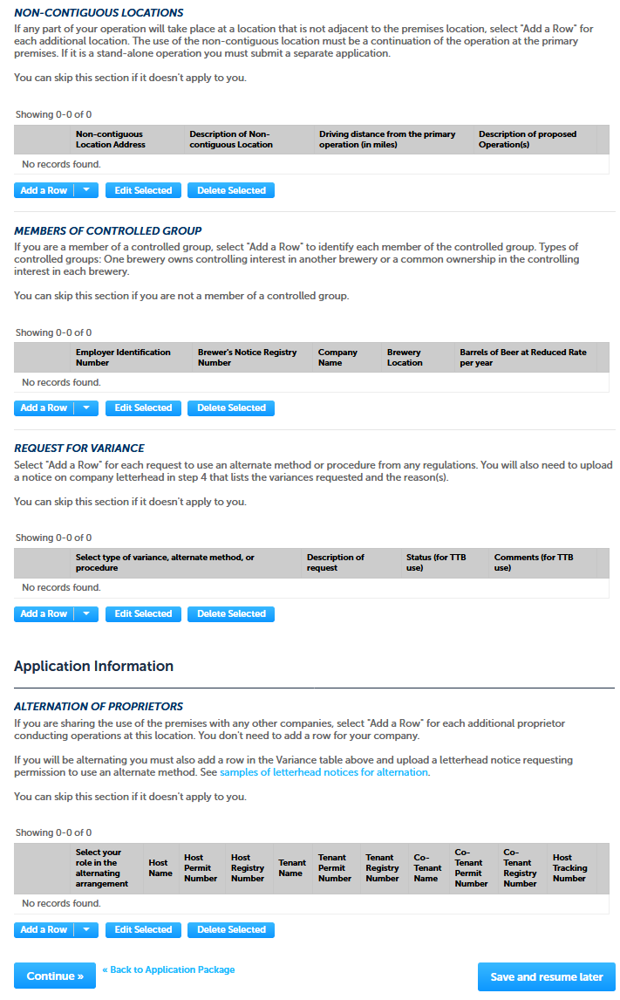 NON-CONTIGUOUS LOCATIONS
If any part of your operation will take place at a location that is not adjacent to the premises location, select "Add a Row" for
each additional location. The use of the non-contiguous location must be a continuation of the operation at the primary
premises. If it is a stand-alone operation you must submit a separate application.
You can skip this section if it doesn't apply to you.
Showing 0-0 of 0
Non-contiguous Location Address Description of Non-contiguous Location Driving distance from the primary operation (in miles) Description of proposed Operation(s)
No records found.
Add a Row Edit Selected Delete Selected
MEMBERS OF CONTROLLED GROUP
If you are a member of a controlled group, select "Add a Row" to identify each member of the controlled group. Types of
controlled groups: One brewery owns controlling interest in another brewery or a common ownership in the controlling
interest in each brewery.
You can skip this section if you are not a member of a controlled group.
Showing 0-0 of 0
Employer Identification Number Brewer's Notice Registry Number Company Name Brewery Location Barrels of Beer at Reduced Rate per year
No records found.
Add a Row Edit Selected Delete Selected
REQUEST FOR VARIANCE
Select "Add a Row" for each request to use an alternate method or procedure from any regulations. You will also need to upload
a notice on company letterhead in step 4 that lists the variances requested and the reason(s).
You can skip this section if it doesn't apply to you.
Showing 0-0 of 0
Select type of variance, alternate method, or procedure Description of request Status (for TTB use) Comments (for TTB use)
No records found.
Add a Row Edit Selected Delete Selected
Application Information
ALTERNATION OF PROPRIETORS
If you are sharing the use of the premises with any other companies, select "Add a Row" for each additional proprietor
conducting operations at this location. You don't need to add a row for your company.
If you will be alternating you must also add a row in the Variance table above and upload a letterhead notice requesting
permission to use an alternate method. See samples of letterhead notices for alternation.
You can skip this section if it doesn't apply to you.
Showing 0-0 of 0
Select your role in the alternating arrangement Host Name Host Permit Number Host Registry Number Tenant Name Tenant Permit Number Tenant Registry Number Co-Tenant Name Co-Tenant Permit Number Co-Tenant Registry Number Host Tracking Number
No records found.
Add a Row Edit Selected Delete Selected
Continue » « Back to Application Package Save and resume later